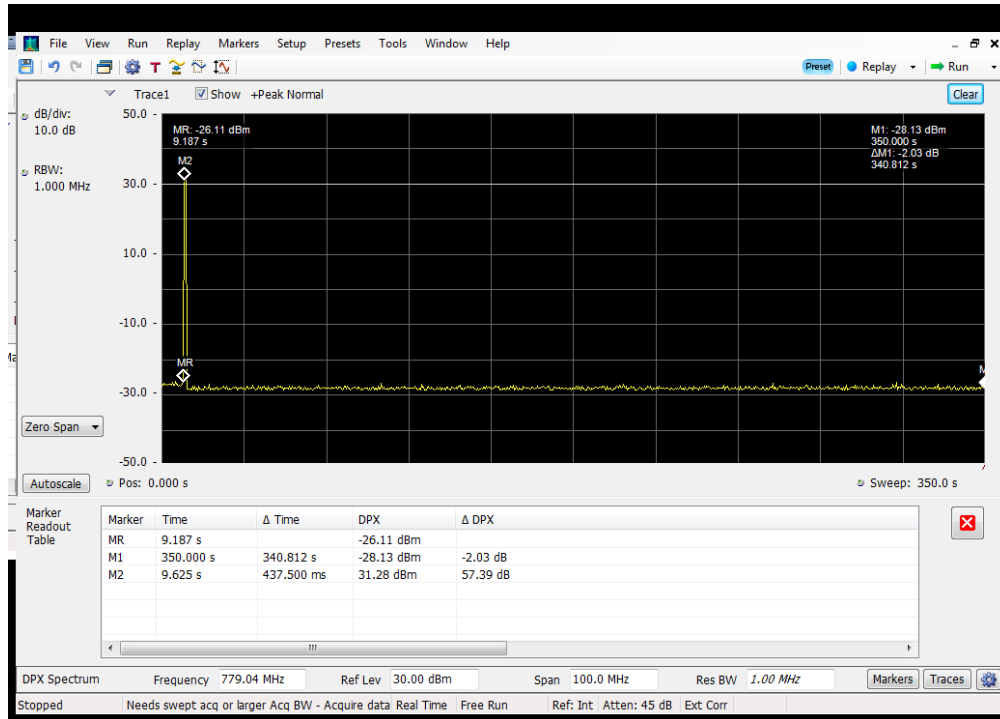 File View Run Replay Markers Setup Presets Tools Window Help
T Preset Replay Run
Trace1 Show +Peak Normal Clear
dB/div:
10.0 dB
RBW:
1.000 MHz
50.0
30.0
10.0
-10.0
-30.0
-50.0
MR: -26.11 dBm
9.187 s
M2
M1: -28.13 dBm
350.000 s
ΔM1: -2.03 dB
340.812 s
MR
M
Zero Span
Autoscale Pos: 0.000 s Sweep: 350.0 s
Marker
Readout
Table
Marker Time Δ Time DPX Δ DPX
MR 9.187 s -26.11 dBm
M1 350.000 s 340.812 s -28.13 dBm -2.03 dB
M2 9.625 s 437.500 ms 31.28 dBm 57.39 dB
DPX Spectrum Frequency 779.04 MHz Ref Lev 30.00 dBm Span 100.0 MHz Res BW 1.00 MHz Markers Traces
Stopped Needs swept acq or larger Acq BW - Acquire data Real Time Free Run Ref: Int Atten: 45 dB Ext Corr